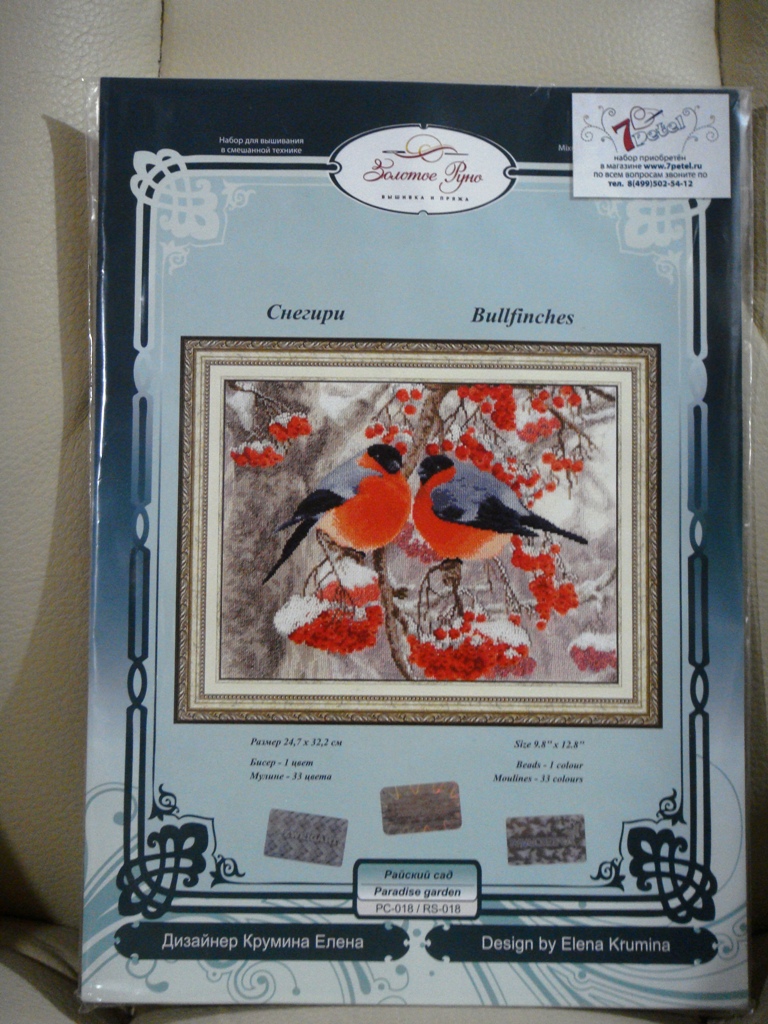 Набор для вышивания
в смешанной технике
Золотое Руно
ВЫШИВКА И ПРЯЖА
7 Petel
набор приобретён
в магазине www.7petel.ru
по всем вопросам звоните по
тел. 8(499)502-54-12
Снегири
Bullfinches
Размер 24,7 x 32,2 см
Бисер - 1 цвет
Мулине - 33 цвета
Size 9.8" x 12.8"
Beads - 1 colour
Moulines - 33 colours
Райский сад
Paradise garden
РС-018 / RS-018
Дизайнер Крумина Елена
Design by Elena Krumina